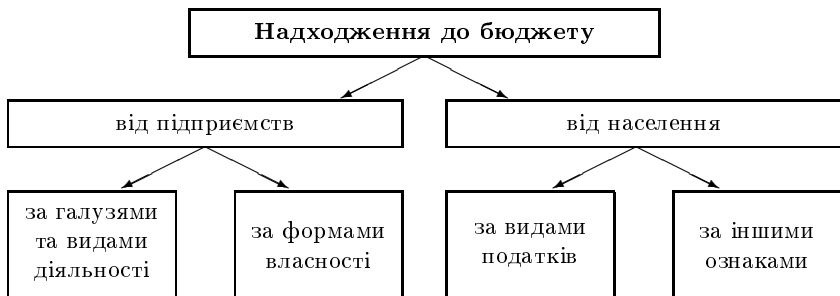 Надходження до бюджету
від підприємств
від населення
за галузями
та видами
діяльності
за формами
власності
за видами
податків
за іншими
ознаками